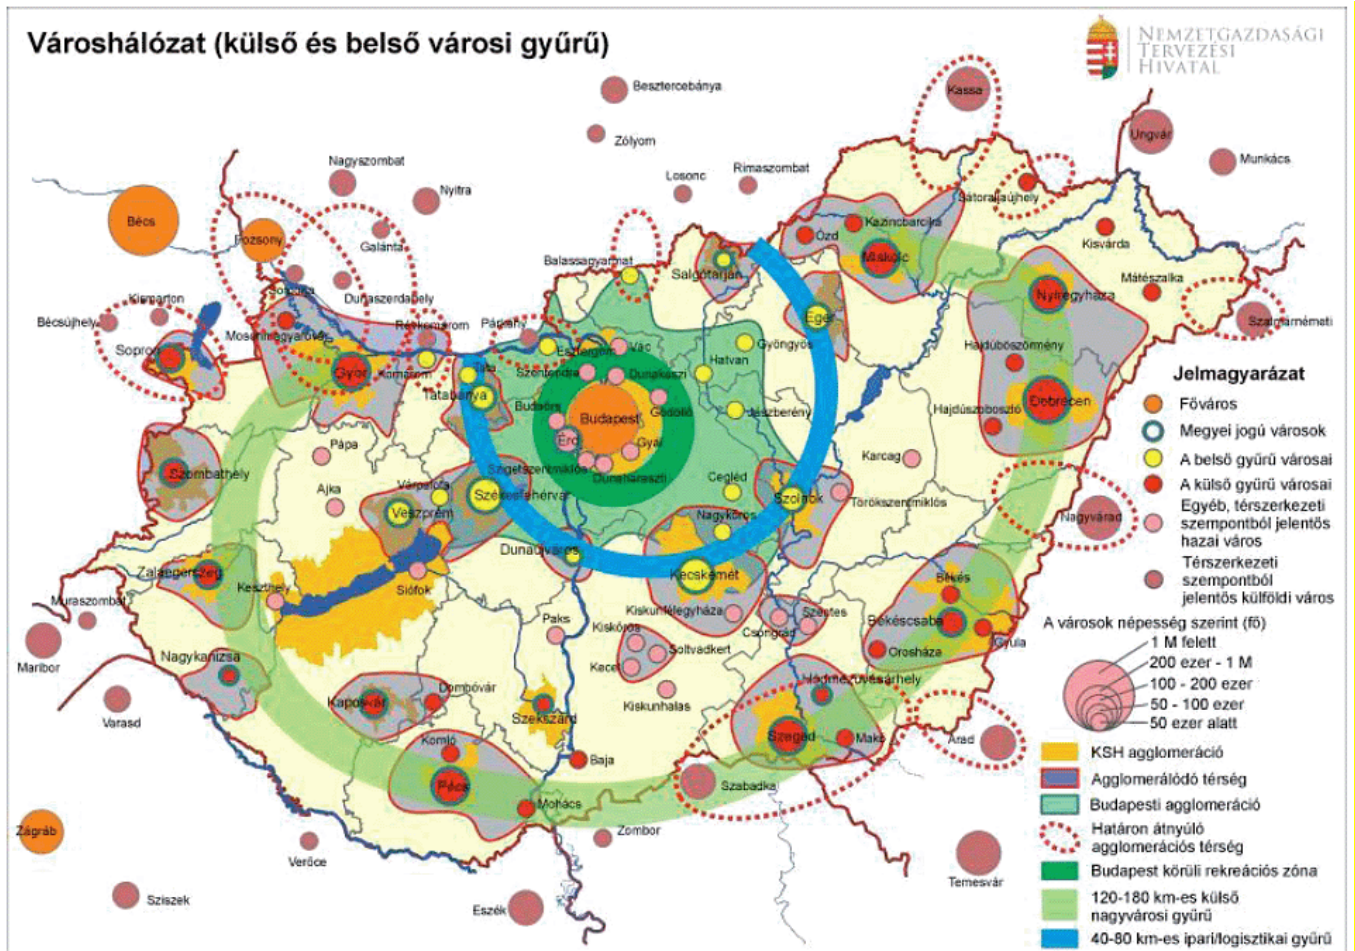 Városhálózat (külső és belső városi gyűrű)
NEMZETGAZDASÁGI
TERVEZÉSI
HIVATAL
Besztercebánya
Kassa
Zólyom
Ungvár
Munkács
Nagyszombat
Losonc
Rimaszombat
Nyitra
Sátoraljaújhely
Bécs
Pozsony
Galánta
Kazincbarcika
Ózd
Miskolc
Kisvárda
Balassagyarmat
Salgótarján
Mátészalka
Somorja
Dunaszerdahely
Nyíregyháza
Kismarton
Bécsújhely
Mosonmagyaróvár
Révkomárom
Párkány
Eger
Szatmárnémeti
Sopron
Győr
Komárom
Esztergom
Vác
Gyöngyös
Hatvan
Hajdúböszörmény
Tata
Szentendre
Dunakeszi
Tatabánya
Budaörs
Gödöllő
Jászberény
Hajdúszoboszló
Debrecen
Budapest
Érd
Gyál
Pápa
Szombathely
Szigetszentmiklós
Dunaharaszti
Karcag
Ajka
Várpalota
Székesfehérvár
Cegléd
Szolnok
Törökszentmiklós
Veszprém
Nagykőrös
Nagyvárad
Dunaújváros
Zalaegerszeg
Keszthely
Siófok
Kecskemét
Békés
Muraszombat
Kiskunfélegyháza
Szentes
Csongrád
Békéscsaba
Gyula
Paks
Kiskőrös
Soltvadkert
Orosháza
Maribor
Nagykanizsa
Kecel
Hódmezővásárhely
Kaposvár
Dombóvár
Kiskunhalas
Varasd
Szekszárd
Szeged
Makó
Arad
Komló
Baja
Pécs
Szabadka
Mohács
Zágráb
Zombor
Verőce
Temesvár
Sziszek
Eszék
Jelmagyarázat
Főváros
Megyei jogú városok
A belső gyűrű városai
A külső gyűrű városai
Egyéb, térszerkezeti
szempontból jelentős
hazai város
Térszerkezeti
szempontból
jelentős külföldi város
A városok népesség szerint (fő)
1 M felett
200 ezer - 1 M
100 - 200 ezer
50 - 100 ezer
50 ezer alatt
KSH agglomeráció
Agglomerálódó térség
Budapesti agglomeráció
Határon átnyúló
agglomerációs térség
Budapest körüli rekreációs zóna
120-180 km-es külső
nagyvárosi gyűrű
40-80 km-es ipari/logisztikai gyűrű